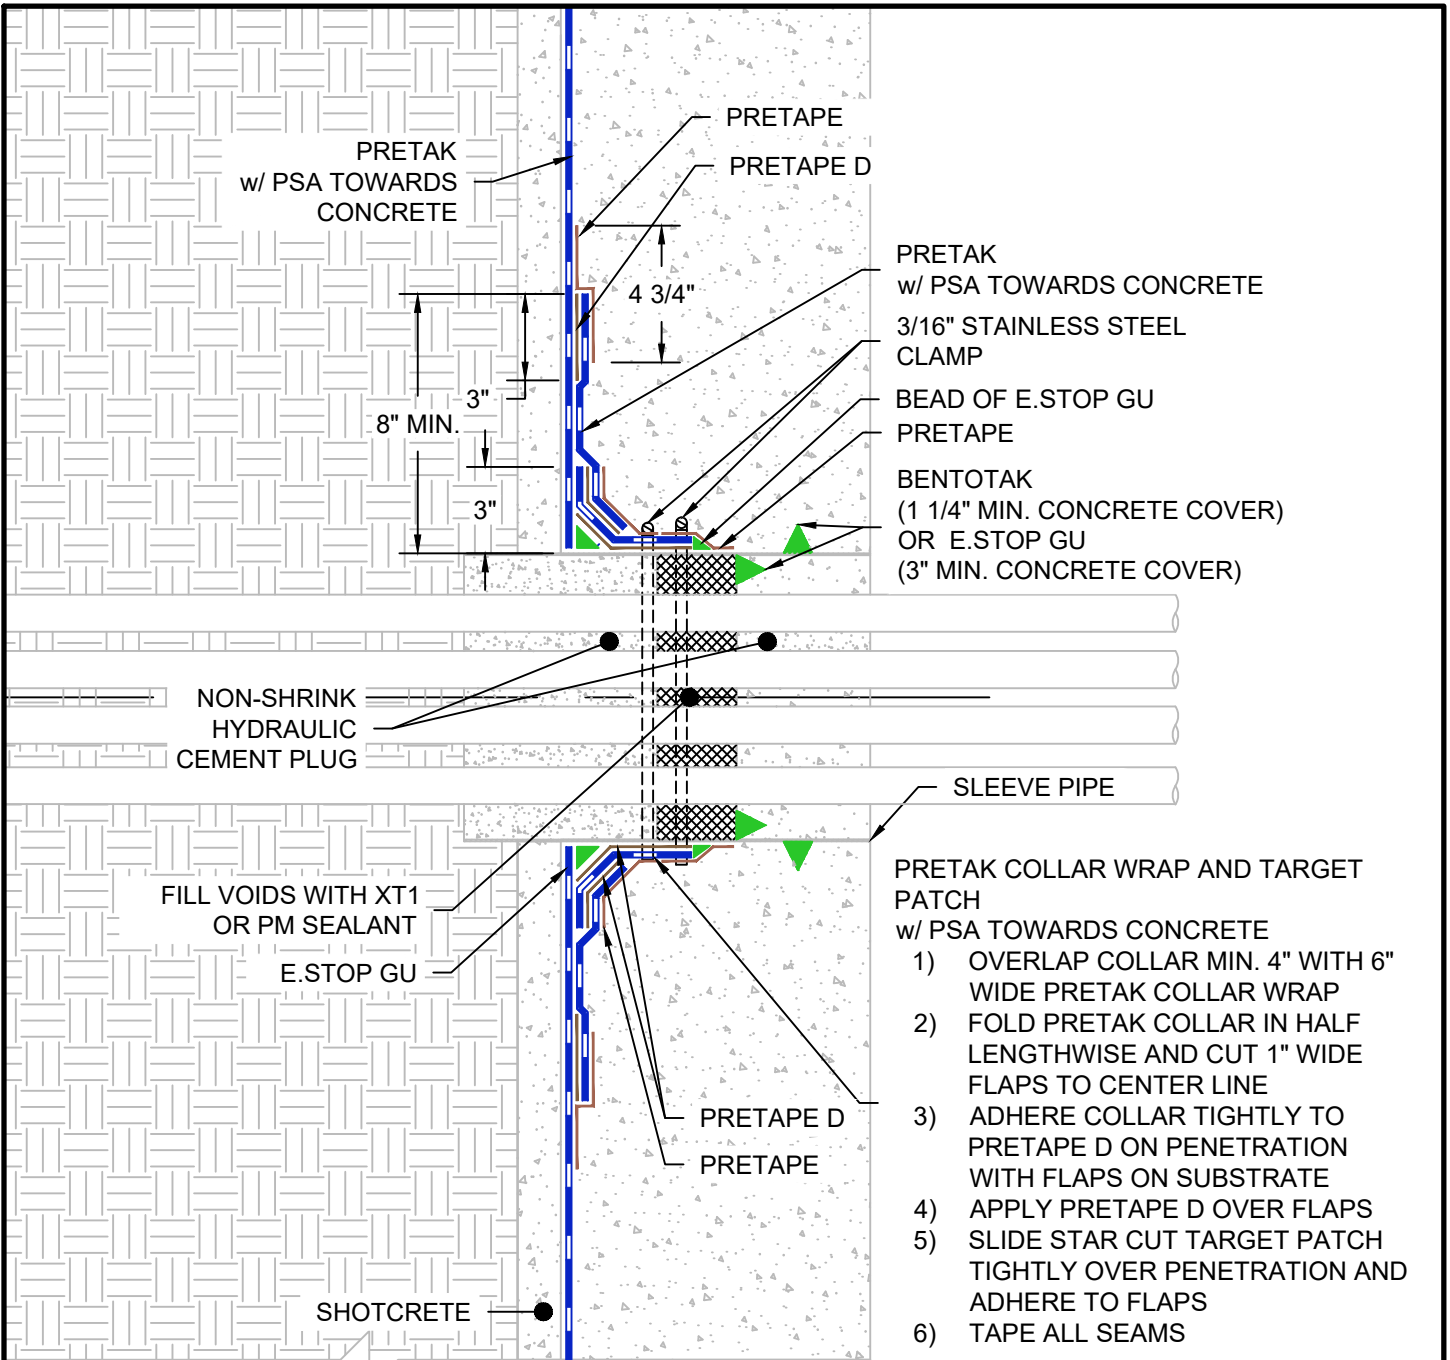 PRETAPE
PRETAPE D
PRETAK
w/ PSA TOWARDS
CONCRETE
4 3/4"
3"
8" MIN.
3"
PRETAK
w/ PSA TOWARDS CONCRETE
3/16" STAINLESS STEEL
CLAMP
BEAD OF E.STOP GU
PRETAPE
BENTOTAK
(1 1/4" MIN. CONCRETE COVER)
OR E.STOP GU
(3" MIN. CONCRETE COVER)
NON-SHRINK
HYDRAULIC
CEMENT PLUG
SLEEVE PIPE
FILL VOIDS WITH XT1
OR PM SEALANT
E.STOP GU
PRETAPE D
PRETAPE
SHOTCRETE
PRETAK COLLAR WRAP AND TARGET
PATCH
w/ PSA TOWARDS CONCRETE
1) OVERLAP COLLAR MIN. 4" WITH 6"
WIDE PRETAK COLLAR WRAP
2) FOLD PRETAK COLLAR IN HALF
LENGTHWISE AND CUT 1" WIDE
FLAPS TO CENTER LINE
3) ADHERE COLLAR TIGHTLY TO
PRETAPE D ON PENETRATION
WITH FLAPS ON SUBSTRATE
4) APPLY PRETAPE D OVER FLAPS
5) SLIDE STAR CUT TARGET PATCH
TIGHTLY OVER PENETRATION AND
ADHERE TO FLAPS
6) TAPE ALL SEAMS